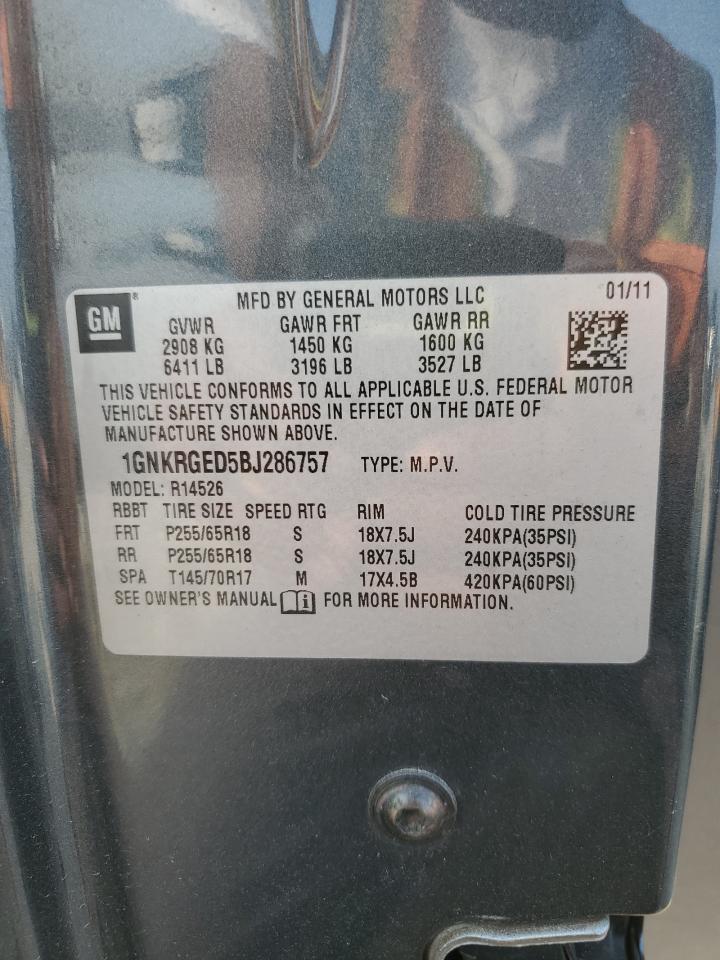 GM® MFD BY GENERAL MOTORS LLC 01/11
GVWR GAWR FRT GAWR RR
2908 KG 1450 KG 1600 KG
6411 LB 3196 LB 3527 LB
THIS VEHICLE CONFORMS TO ALL APPLICABLE U.S. FEDERAL MOTOR
VEHICLE SAFETY STANDARDS IN EFFECT ON THE DATE OF
MANUFACTURE SHOWN ABOVE.
1GNKRGED5BJ286757 TYPE: M.P.V.
MODEL: R14526
RBBT TIRE SIZE SPEED RTG RIM COLD TIRE PRESSURE
FRT P255/65R18 S 18X7.5J 240KPA(35PSI)
RR P255/65R18 S 18X7.5J 240KPA(35PSI)
SPA T145/70R17 M 17X4.5B 420KPA(60PSI)
SEE OWNER'S MANUAL i FOR MORE INFORMATION.